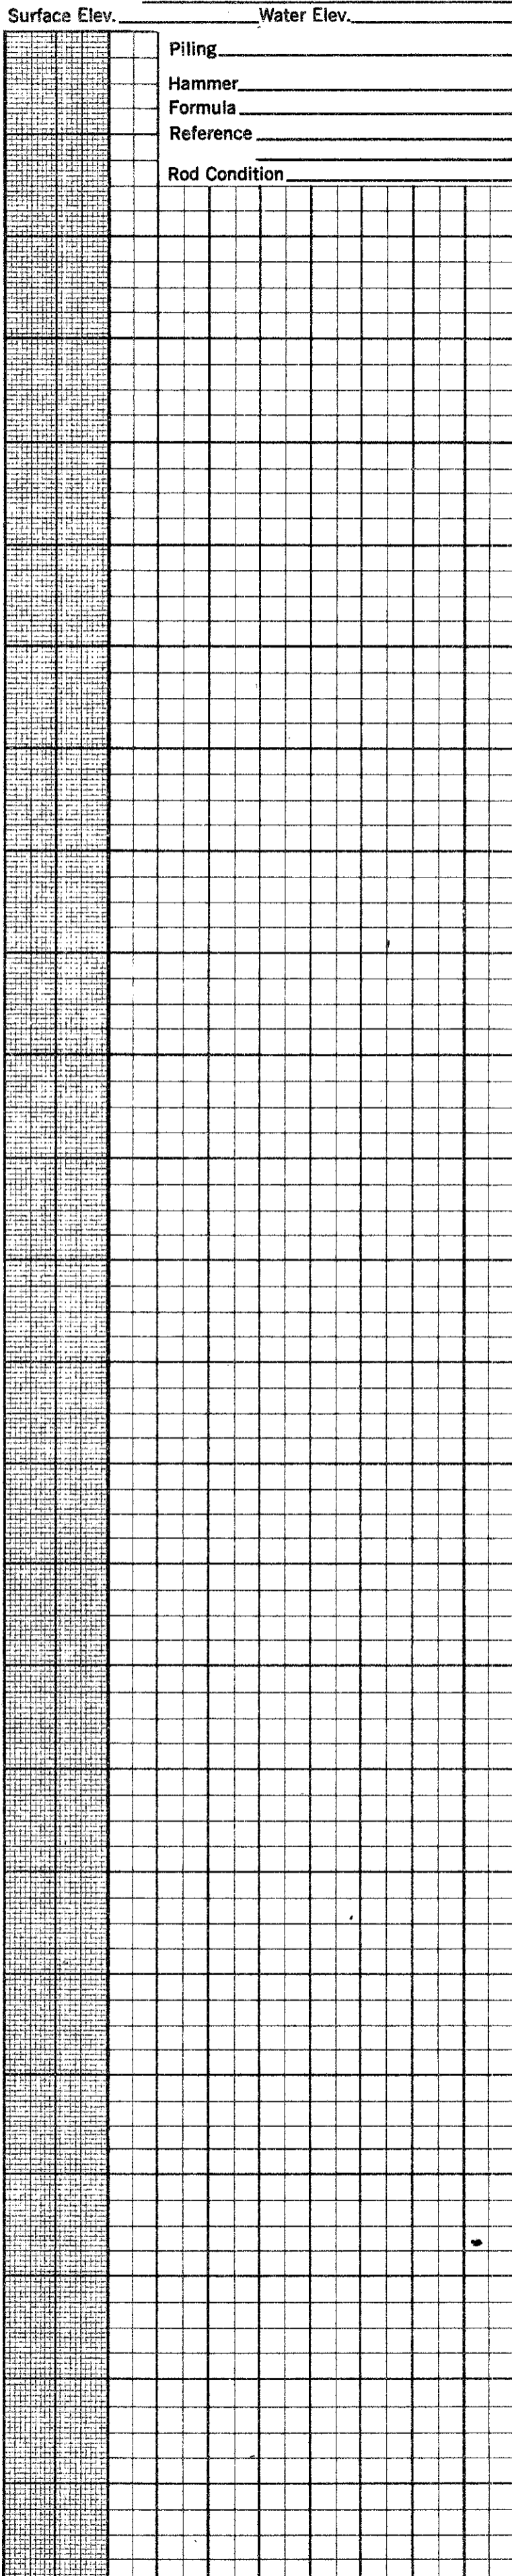 Surface Elev. Water Elev.
Piling
Hammer
Formula
Reference
Rod Condition